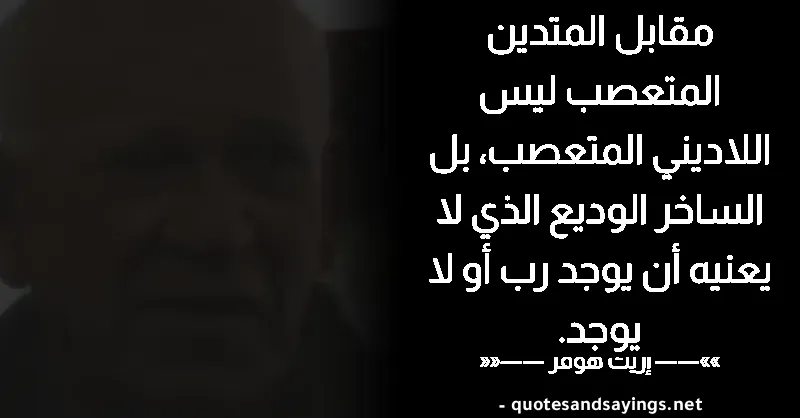 مقابل المتدين
المتعصب ليس
اللاديني المتعصب، بل
الساخر الوديع الذي لا
يعنيه أن يوجد رب أو لا
يوجد.
»»—— إريك هوفر ——««
- quotesandsayings.net